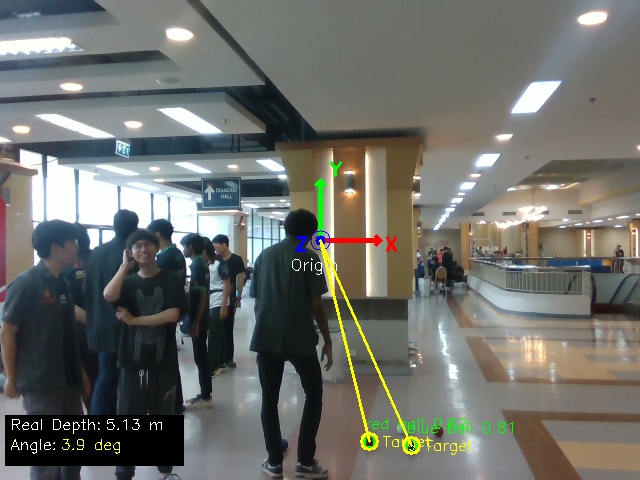 DIAMOND
HALL
Y
Z
X
Origin
0.81
Target
Target
Real Depth: 5.13 m
Angle: 3.9 deg